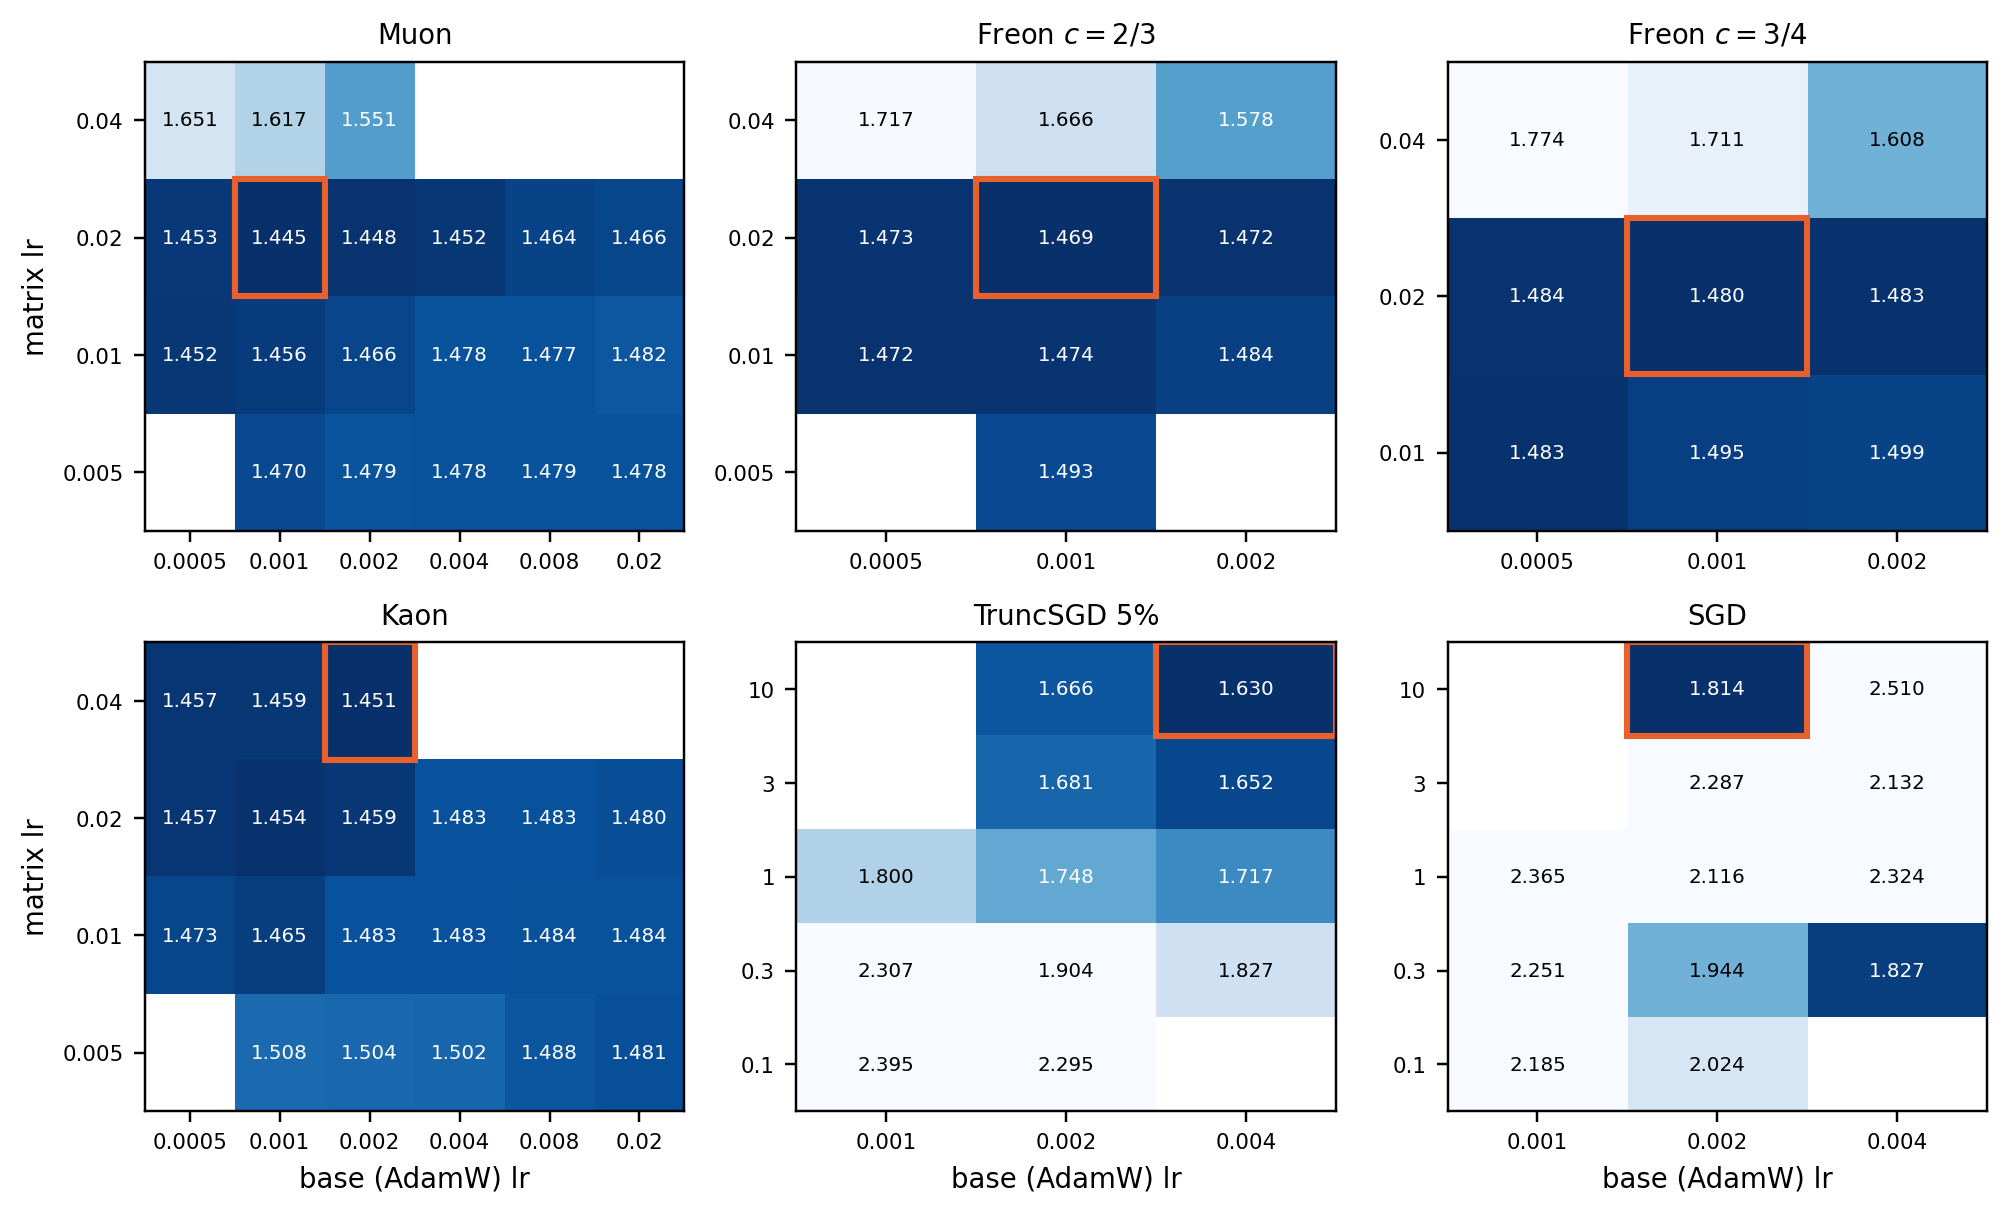 Muon
0.04 1.651 1.617 1.551
0.02 1.453 1.445 1.448 1.452 1.464 1.466
0.01 1.452 1.456 1.466 1.478 1.477 1.482
0.005 1.470 1.479 1.478 1.479 1.478
0.0005 0.001 0.002 0.004 0.008 0.02
matrix lr
Freon c = 2/3
0.04 1.717 1.666 1.578
0.02 1.473 1.469 1.472
0.01 1.472 1.474 1.484
0.005 1.493
0.0005 0.001 0.002
Freon c = 3/4
0.04 1.774 1.711 1.608
0.02 1.484 1.480 1.483
0.01 1.483 1.495 1.499
0.0005 0.001 0.002
Kaon
0.04 1.457 1.459 1.451
0.02 1.457 1.454 1.459 1.483 1.483 1.480
0.01 1.473 1.465 1.483 1.483 1.484 1.484
0.005 1.508 1.504 1.502 1.488 1.481
0.0005 0.001 0.002 0.004 0.008 0.02
matrix lr
base (AdamW) lr
TruncSGD 5%
10 1.666 1.630
3 1.681 1.652
1 1.800 1.748 1.717
0.3 2.307 1.904 1.827
0.1 2.395 2.295
0.001 0.002 0.004
base (AdamW) lr
SGD
10 1.814 2.510
3 2.287 2.132
1 2.365 2.116 2.324
0.3 2.251 1.944 1.827
0.1 2.185 2.024
0.001 0.002 0.004
base (AdamW) lr